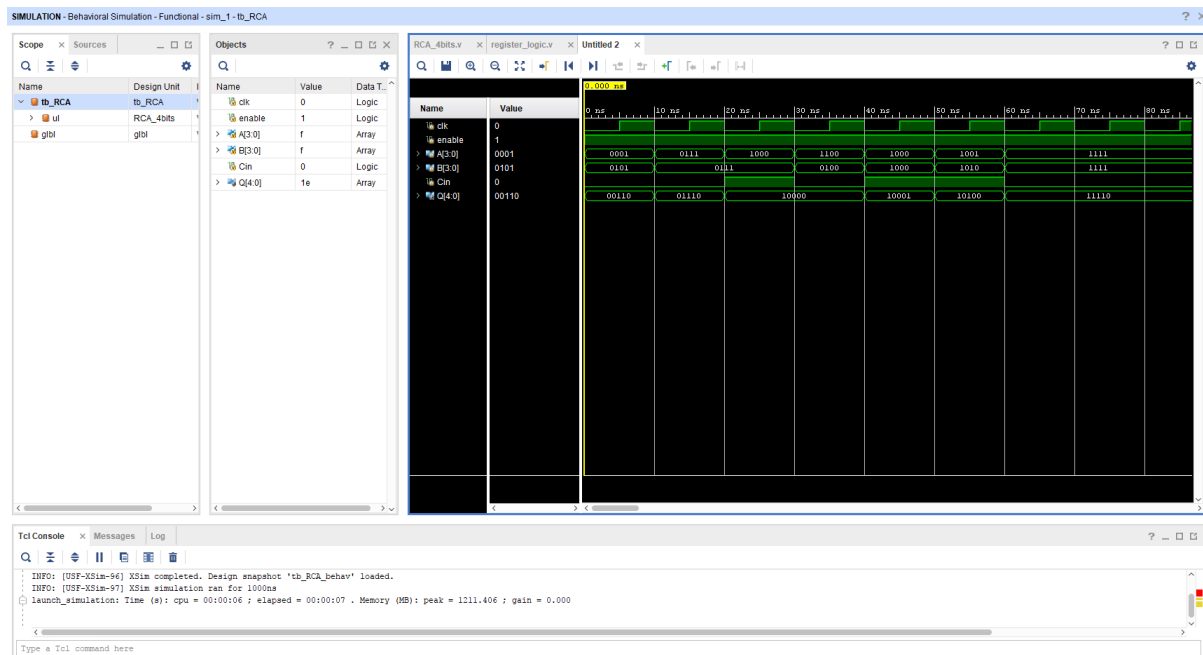 SIMULATION - Behavioral Simulation - Functional - sim_1 - tb_RCA
Scope Sources
Name Design Unit
tb_RCA tb_RCA
ul RCA_4bits
glbl glbl
Objects
Name Value Data T...
clk 0 Logic
enable 1 Logic
A[3:0] f Array
B[3:0] f Array
Cin 0 Logic
Q[4:0] 1e Array
RCA_4bits.v register_logic.v Untitled 2
0.000 ns
Name Value
0 ns 10 ns 20 ns 30 ns 40 ns 50 ns 60 ns 70 ns 80 ns
clk 0
enable 1
A[3:0] 0001 0001 0111 1000 1100 1000 1001 1111
B[3:0] 0101 0101 0111 0100 1000 1010 1111
Cin 0
Q[4:0] 00110 00110 01110 10000 10001 10100 11110
Tcl Console Messages Log
INFO: [USF-XSim-96] XSim completed. Design snapshot 'tb_RCA_behav' loaded.
INFO: [USF-XSim-97] XSim simulation ran for 1000ns
launch_simulation: Time (s): cpu = 00:00:06 ; elapsed = 00:00:07 . Memory (MB): peak = 1211.406 ; gain = 0.000
Type a Tcl command here